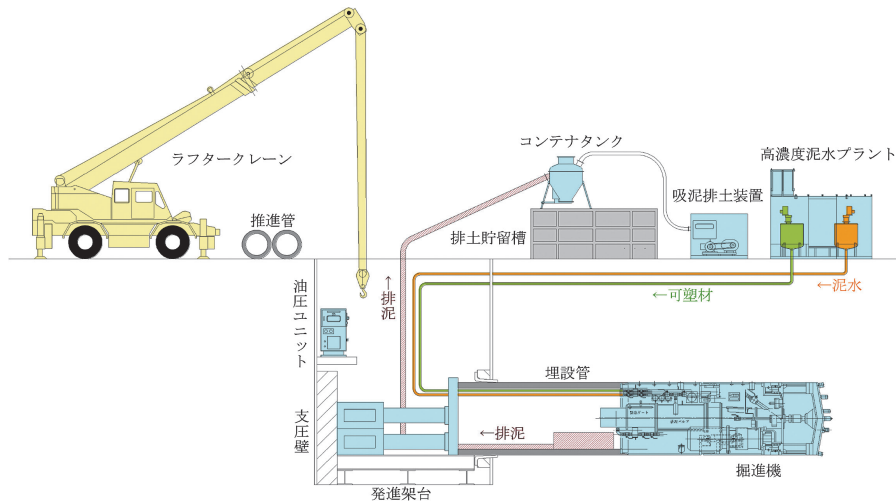 コンテナタンク
ラフタークレーン
高濃度泥水プラント
吸泥排土装置
推進管
排土貯留槽
油圧ユニット
←排泥
←可塑材
←泥水
埋設管
支圧壁
←排泥
掘進機
発進架台